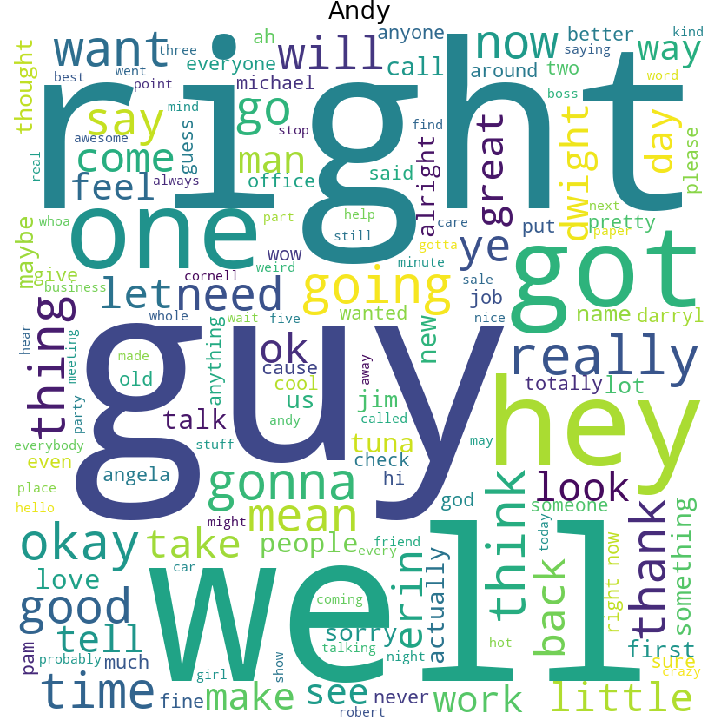 Andy
ah
anyone
now
better
kind
three
want
will
saying
way
best
went
everyone
call
around
two
thought
point
michael
boss
word
right
say
go
mind
stop
find
great
day
awesome
guess
man
said
alright
dwight
please
real
come
office
feel
always
next
one
part
help
care
put
pretty
whoa
still
gotta
paper
maybe
wow
ye
got
give
cornell
weird
minute
business
let
need
going
sale
job
name
darryl
whole
wait
five
wanted
new
nice
hear
thing
guy
ok
really
meeting
made
anything
cause
away
old
cool
totally
lot
party
us
jim
hey
talk
andy
called
everybody
stuff
tuna
may
even
angela
check
look
hi
place
gonna
god
think
someone
hello
might
mean
thank
something
okay
take
people
friend
every
erin
actually
today
back
right now
love
car
well
good
coming
first
tell
sorry
hot
pam
probably
much
talking
night
sure
girl
show
crazy
time
fine
make
see
never
work
little
robert